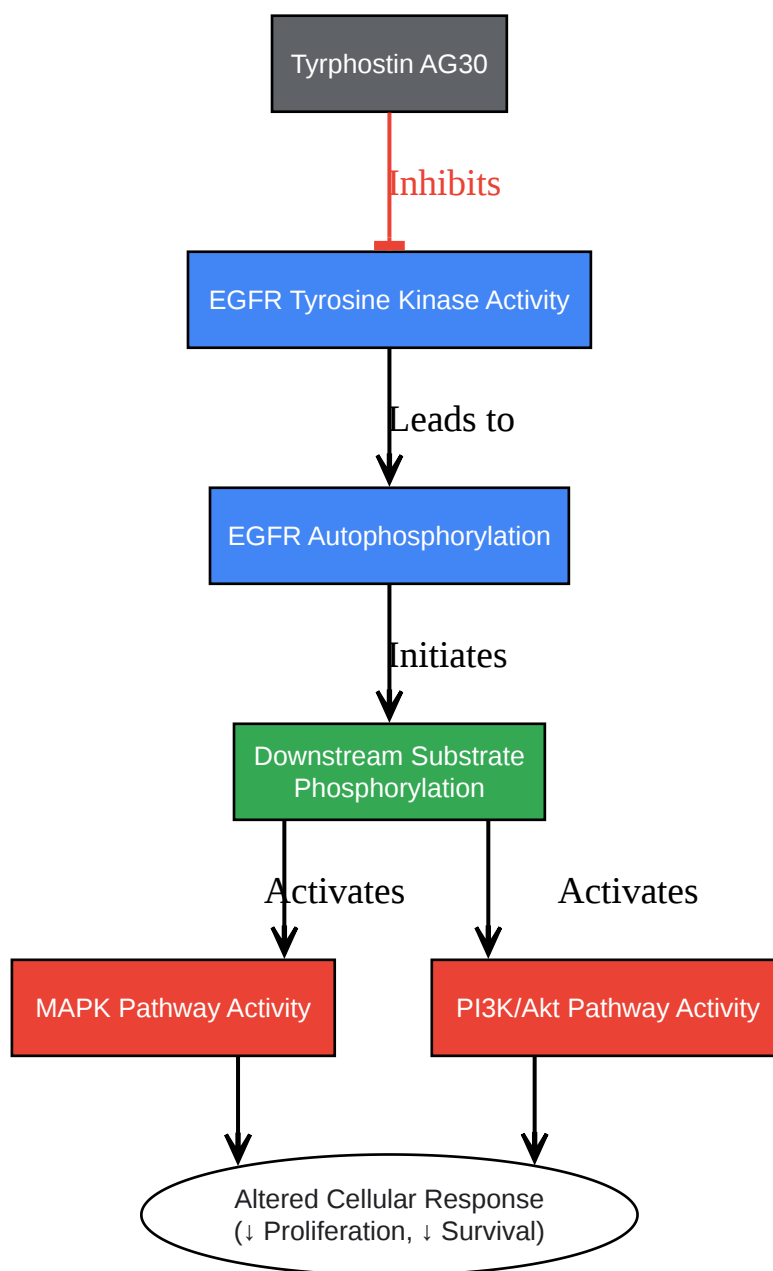 Tyrphostin AG30
Inhibits
EGFR Tyrosine Kinase Activity
Leads to
EGFR Autophosphorylation
Initiates
Downstream Substrate
Phosphorylation
Activates
Activates
MAPK Pathway Activity
PI3K/Akt Pathway Activity
Altered Cellular Response
(↓ Proliferation, ↓ Survival)